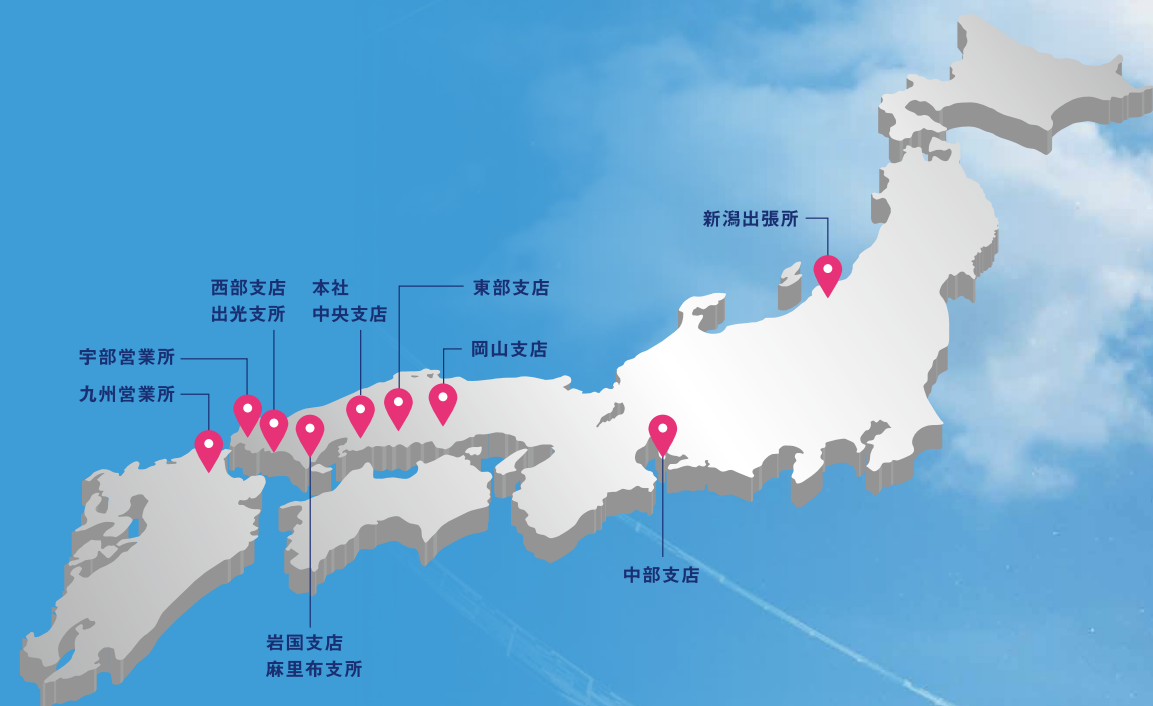 新潟出張所
西部支店
出光支所
本社
中央支店
東部支店
岡山支店
宇部営業所
九州営業所
中部支店
岩国支店
麻里布支所